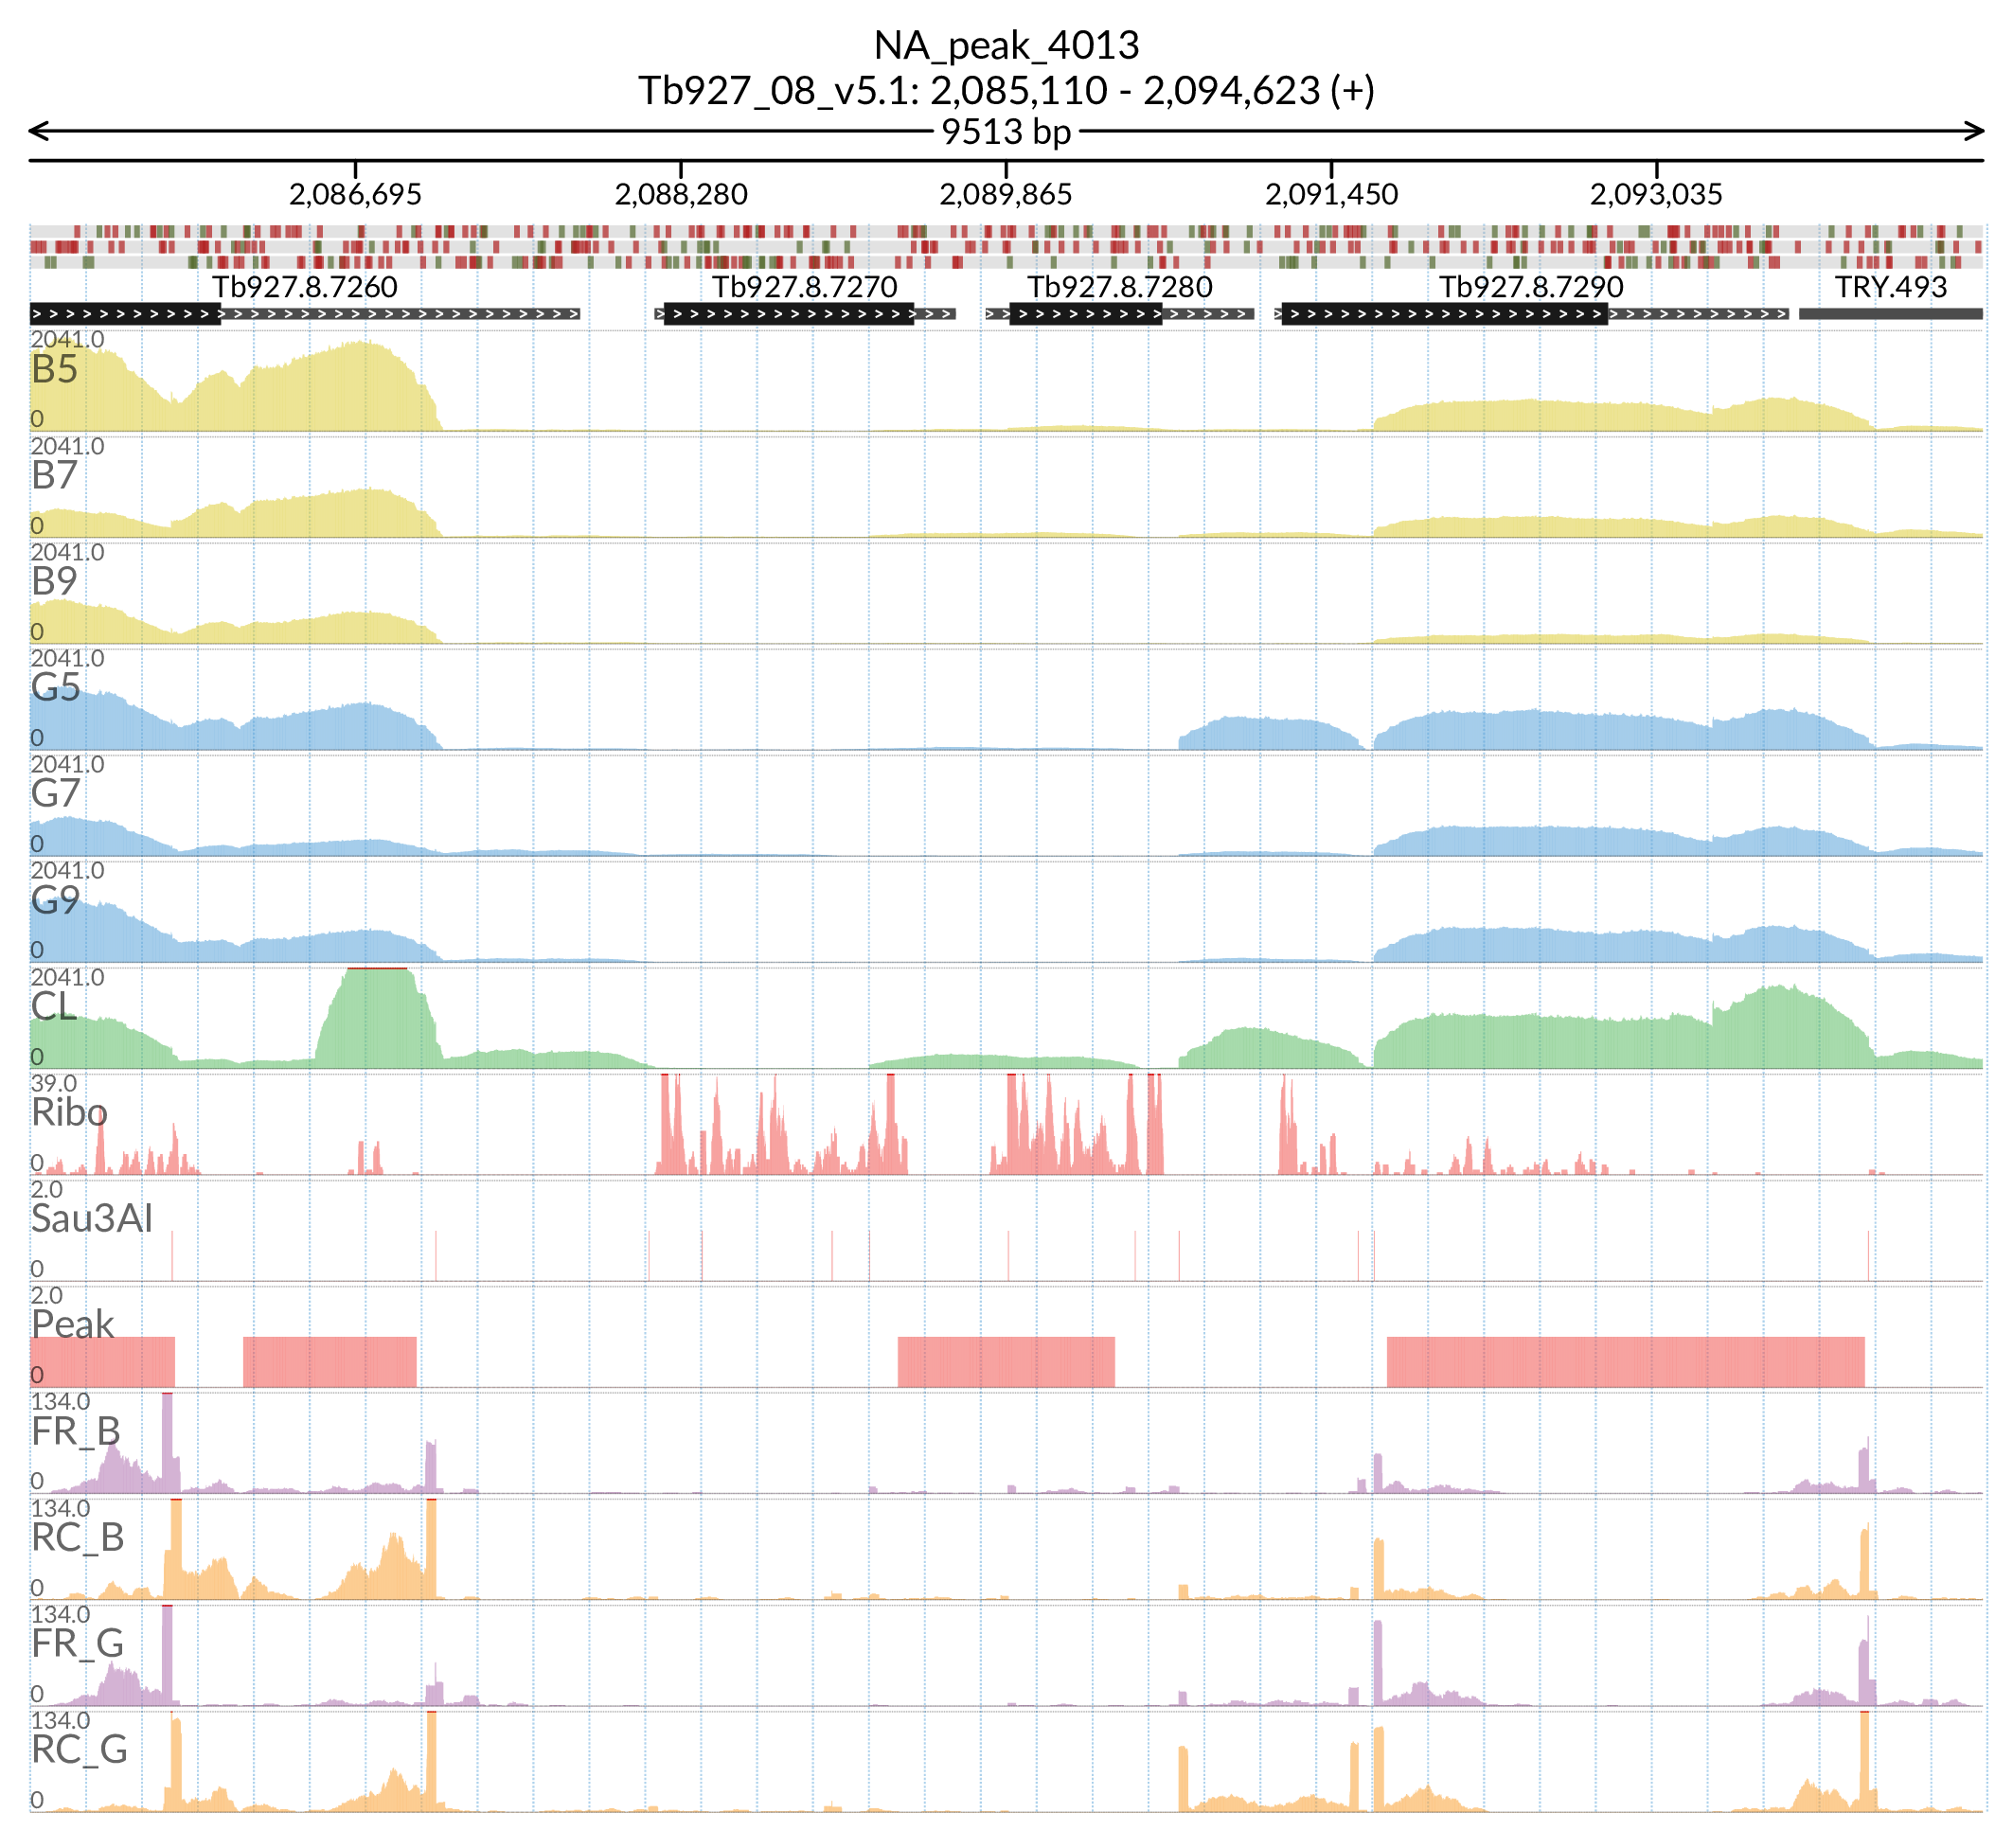 NA_peak_4013
Tb927_08_v5.1: 2,085,110 - 2,094,623 (+)
9513 bp
2,086,695 2,088,280 2,089,865 2,091,450 2,093,035
Tb927.8.7260 Tb927.8.7270 Tb927.8.7280 Tb927.8.7290 TRY.493
2041.0
B5
0
2041.0
B7
0
2041.0
B9
0
2041.0
G5
0
2041.0
G7
0
2041.0
G9
0
2041.0
CL
0
39.0
Ribo
0
2.0
Sau3AI
0
2.0
Peak
0
134.0
FR_B
0
134.0
RC_B
0
134.0
FR_G
0
134.0
RC_G
0